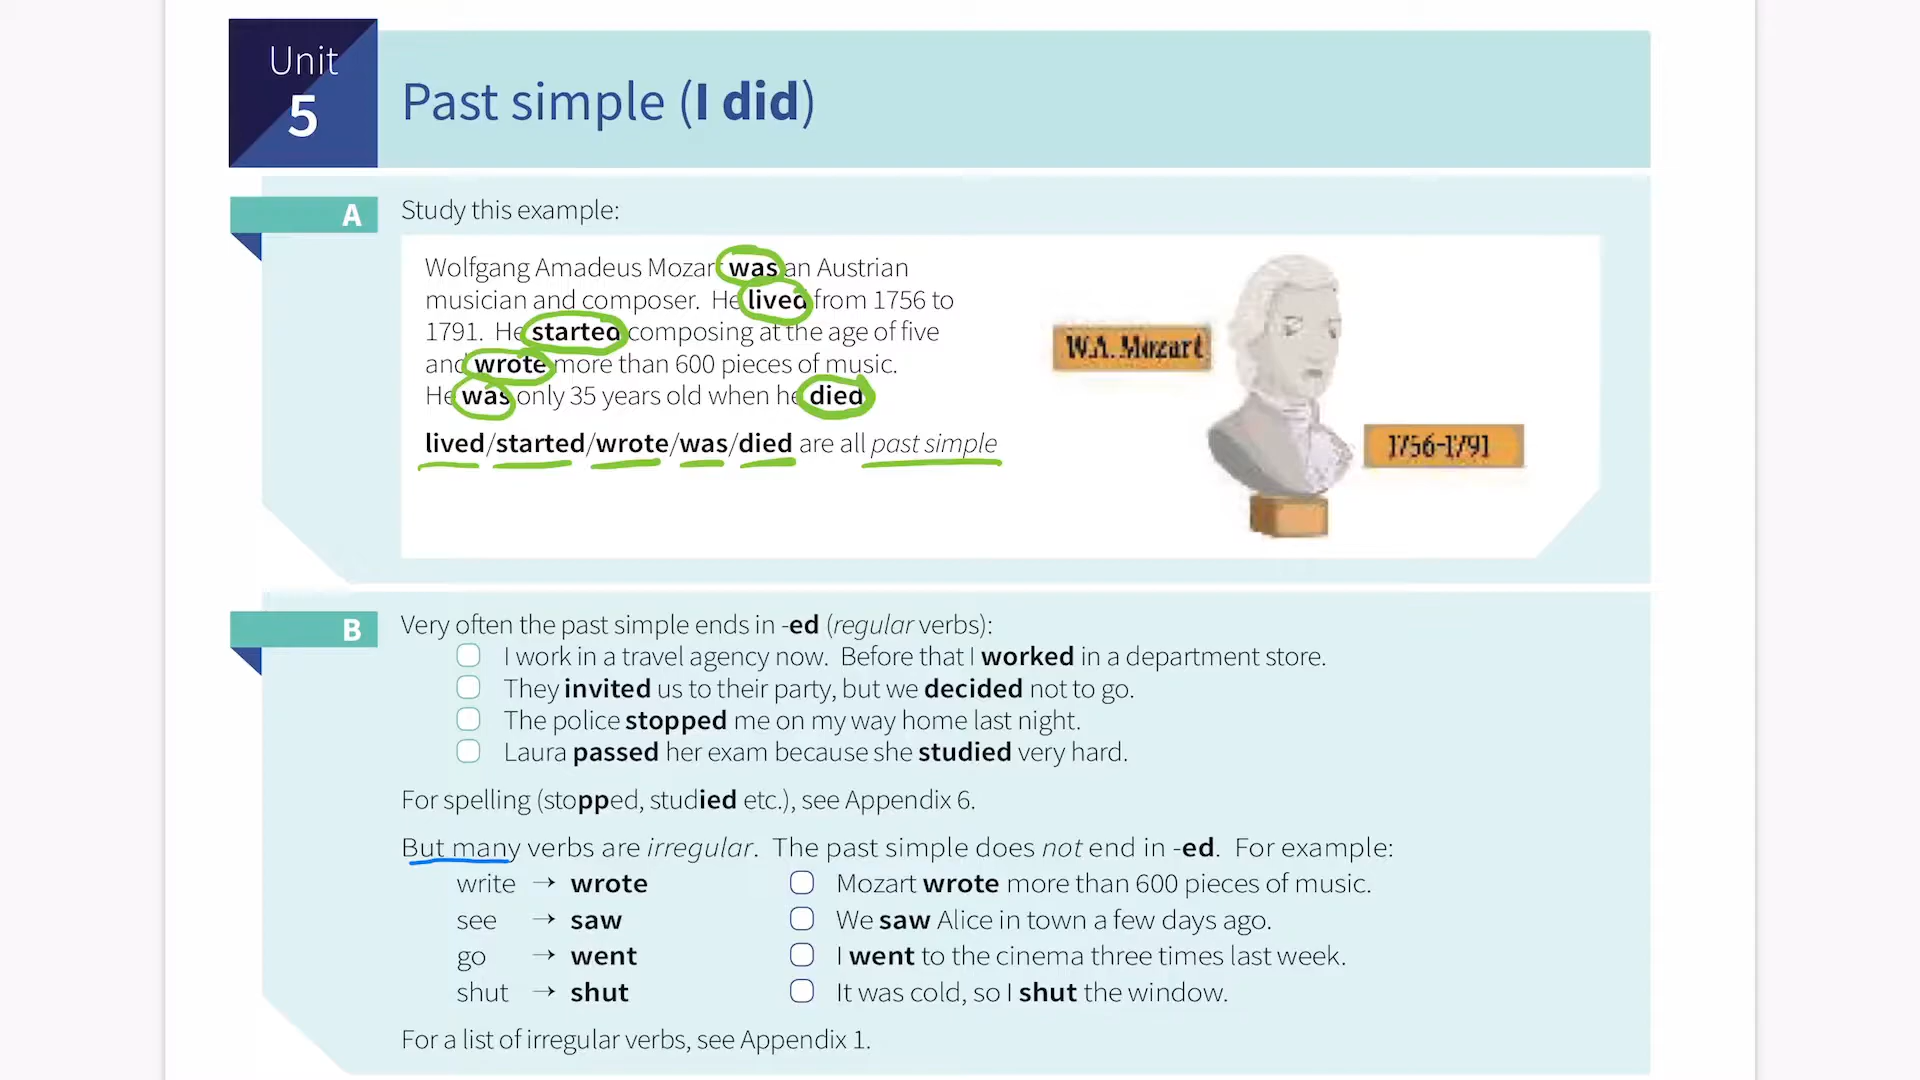 Unit
5
Past simple (I did)
A
Study this example:
Wolfgang Amadeus Mozart was an Austrian
musician and composer. He lived from 1756 to
1791. He started composing at the age of five
and wrote more than 600 pieces of music.
He was only 35 years old when he died.
W.A. Mozart
1756-1791
lived/started/wrote/was/died are all past simple
B
Very often the past simple ends in -ed (regular verbs):
I work in a travel agency now. Before that I worked in a department store.
They invited us to their party, but we decided not to go.
The police stopped me on my way home last night.
Laura passed her exam because she studied very hard.
For spelling (stopped, studied etc.), see Appendix 6.
But many verbs are irregular. The past simple does not end in -ed. For example:
write → wrote
Mozart wrote more than 600 pieces of music.
see → saw
We saw Alice in town a few days ago.
go → went
I went to the cinema three times last week.
shut → shut
It was cold, so I shut the window.
For a list of irregular verbs, see Appendix 1.